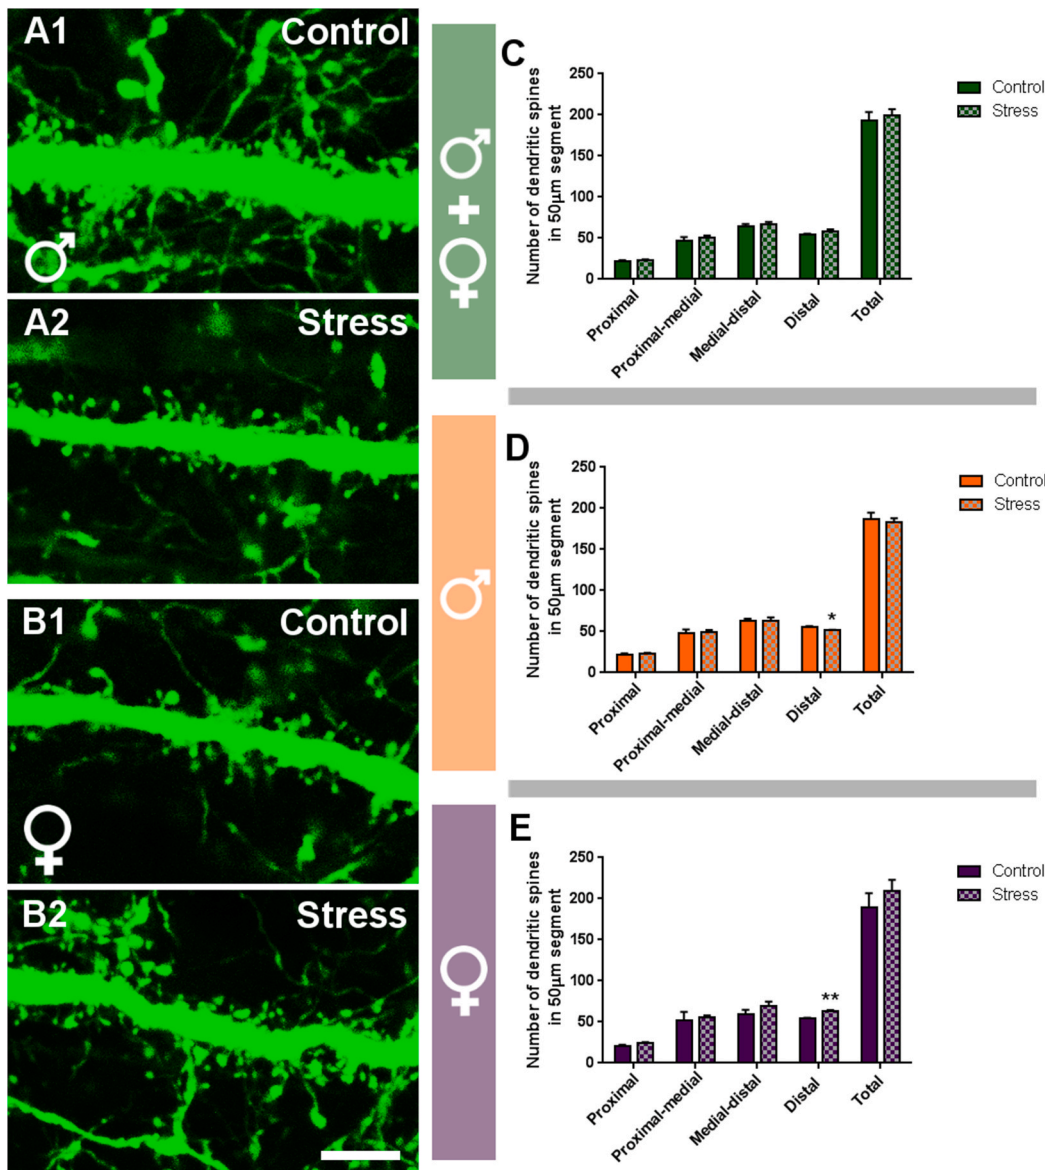 A1 Control
A2 Stress
B1 Control
B2 Stress
C
Number of dendritic spines
in 50µm segment
250
200
150
100
50
0
Proximal
Proximal-medial
Medial-distal
Distal
Total
Control
Stress
D
Number of dendritic spines
in 50µm segment
250
200
150
100
50
0
*
Proximal
Proximal-medial
Medial-distal
Distal
Total
Control
Stress
E
Number of dendritic spines
in 50µm segment
250
200
150
100
50
0
**
Proximal
Proximal-medial
Medial-distal
Distal
Total
Control
Stress